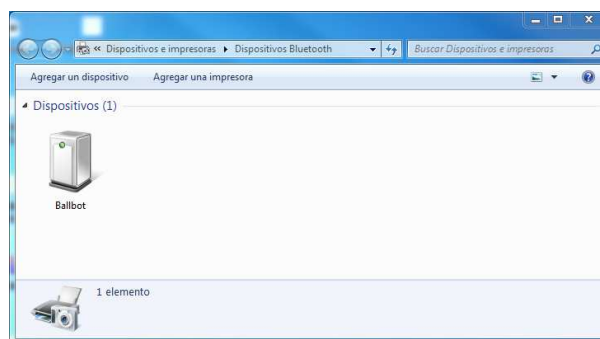 « Dispositivos e impresoras ▸ Dispositivos Bluetooth
Buscar Dispositivos e impresoras
Agregar un dispositivo Agregar una impresora
Dispositivos (1)
Ballbot
1 elemento